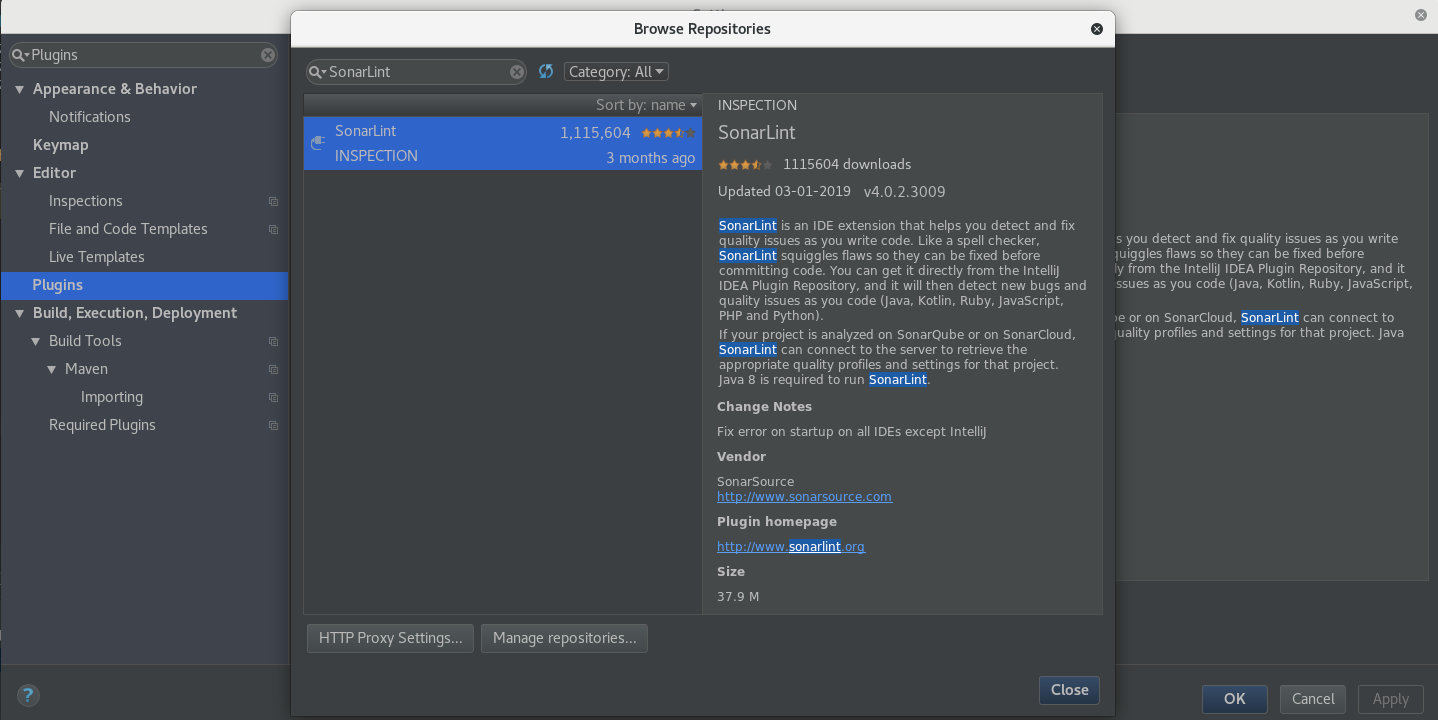 Browse Repositories
Plugins
Appearance & Behavior
Notifications
Keymap
Editor
Inspections
File and Code Templates
Live Templates
Plugins
Build, Execution, Deployment
Build Tools
Maven
Importing
Required Plugins
SonarLint
Category: All
Sort by: name
SonarLint 1,115,604
INSPECTION 3 months ago
INSPECTION
SonarLint
1115604 downloads
Updated 03-01-2019 v4.0.2.3009
SonarLint is an IDE extension that helps you detect and fix
quality issues as you write code. Like a spell checker,
SonarLint squiggles flaws so they can be fixed before
committing code. You can get it directly from the IntelliJ
IDEA Plugin Repository, and it will then detect new bugs and
quality issues as you code (Java, Kotlin, Ruby, JavaScript,
PHP and Python).
If your project is analyzed on SonarQube or on SonarCloud,
SonarLint can connect to the server to retrieve the
appropriate quality profiles and settings for that project.
Java 8 is required to run SonarLint.
Change Notes
Fix error on startup on all IDEs except IntelliJ
Vendor
SonarSource
http://www.sonarsource.com
Plugin homepage
http://www.sonarlint.org
Size
37.9 M
HTTP Proxy Settings...
Manage repositories...
Close
s you detect and fix quality issues as you write
uiggles flaws so they can be fixed before
ly from the IntelliJ IDEA Plugin Repository, and it
issues as you code (Java, Kotlin, Ruby, JavaScript,
be or on SonarCloud, SonarLint can connect to
quality profiles and settings for that project. Java
?
OK
Cancel
Apply